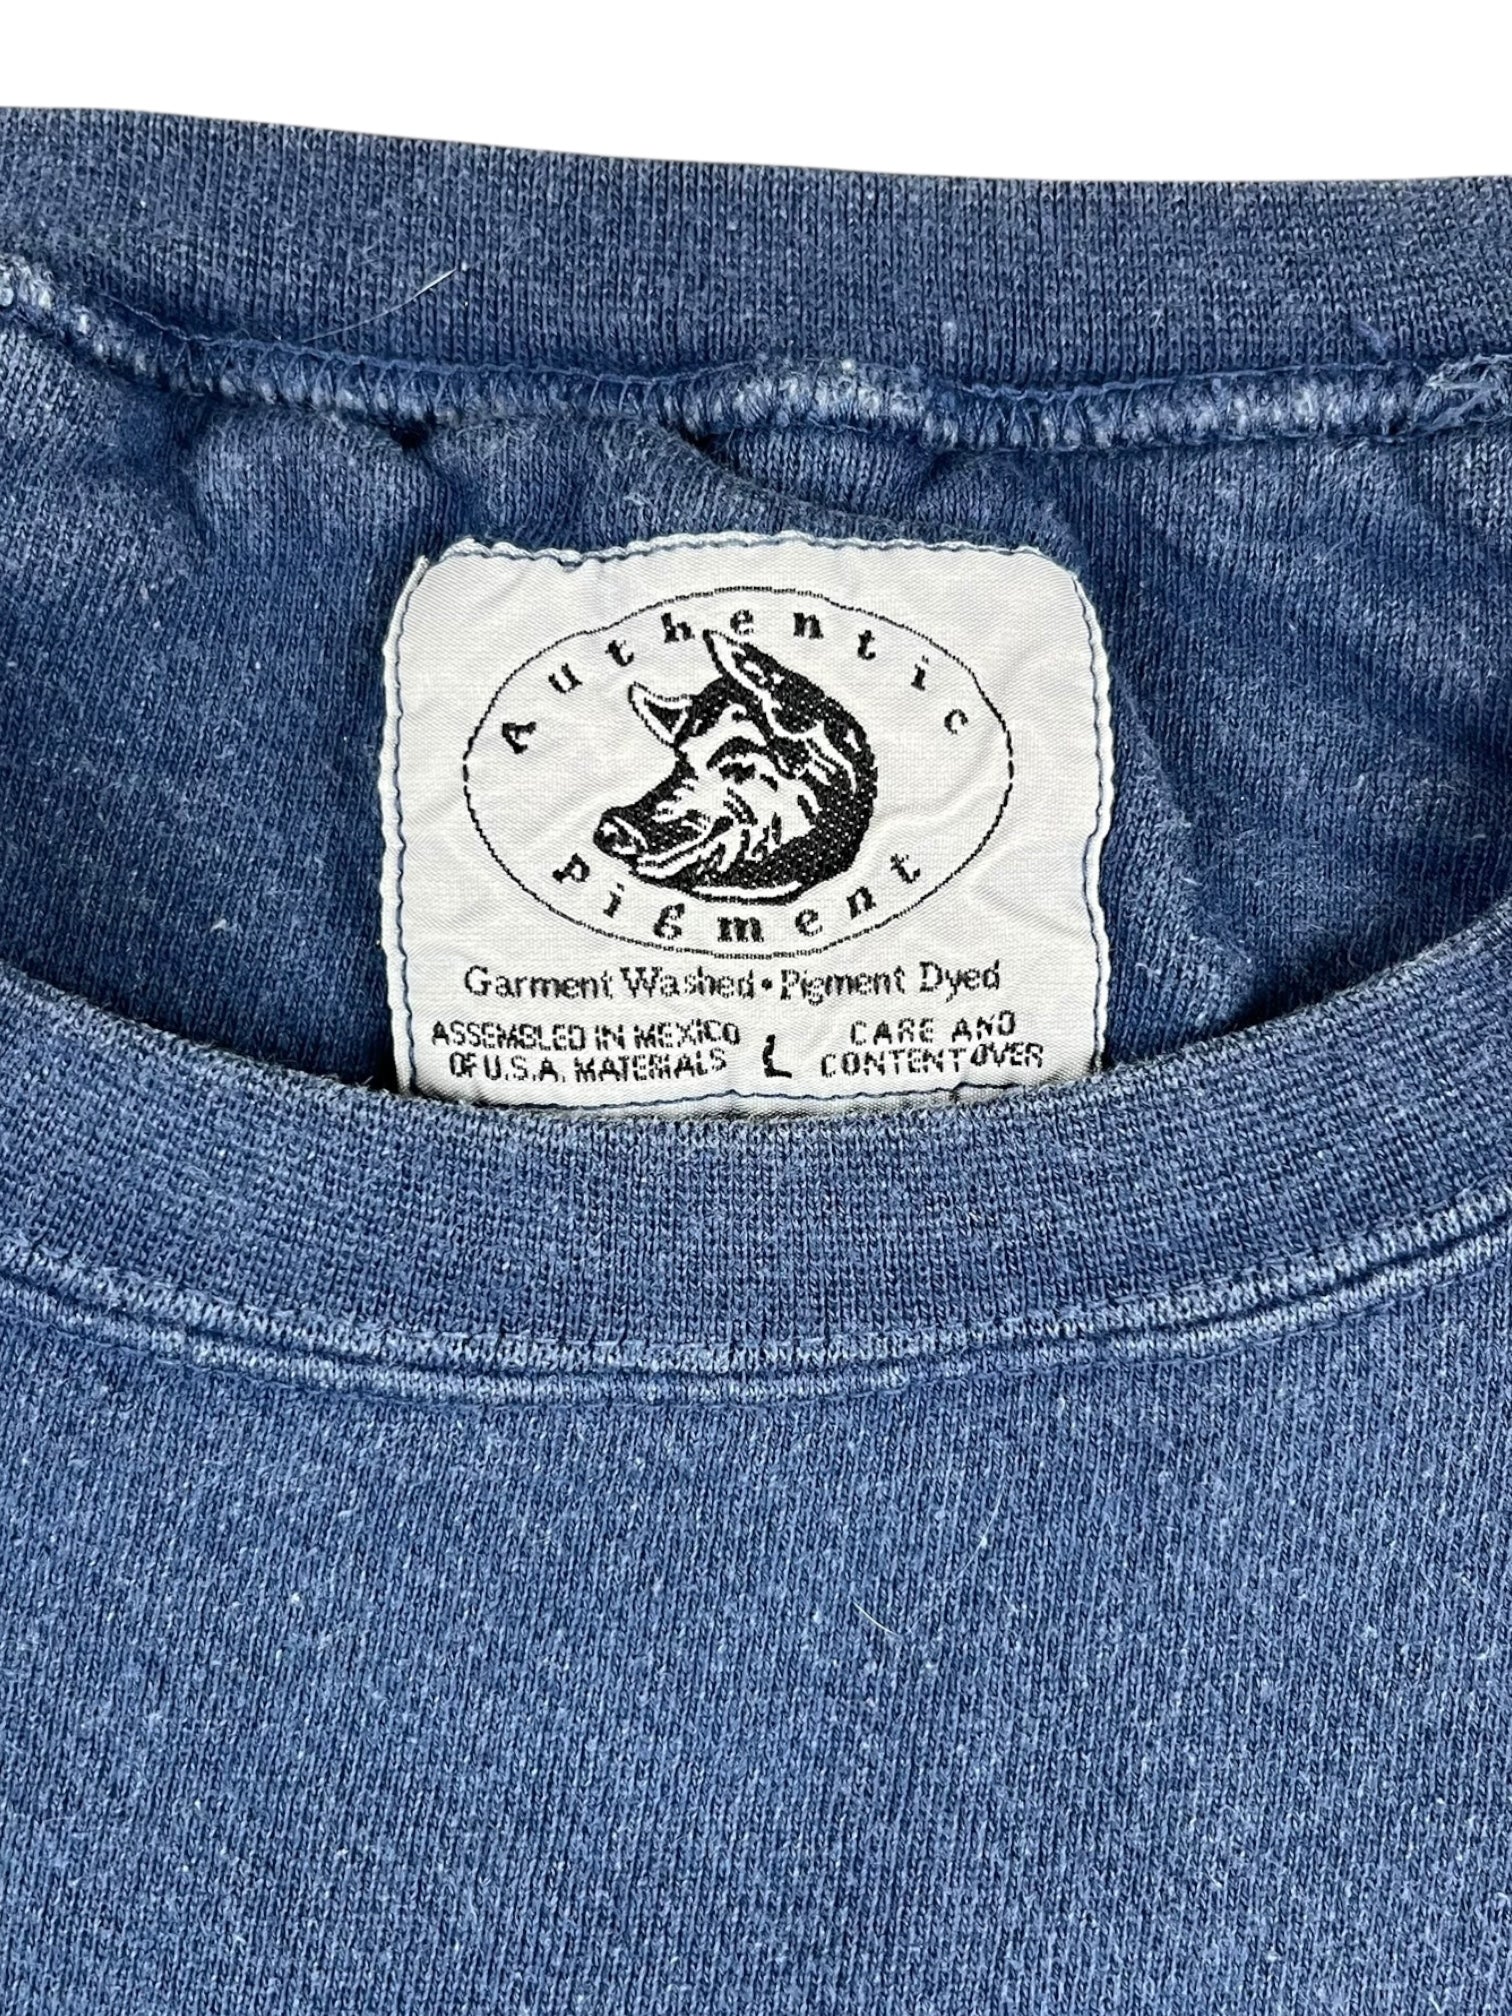 Authentic
Pigment
Garment Washed • Pigment Dyed
ASSEMBLED IN MEXICO
OF U.S.A. MATERIALS
L
CARE AND
CONTENT OVER